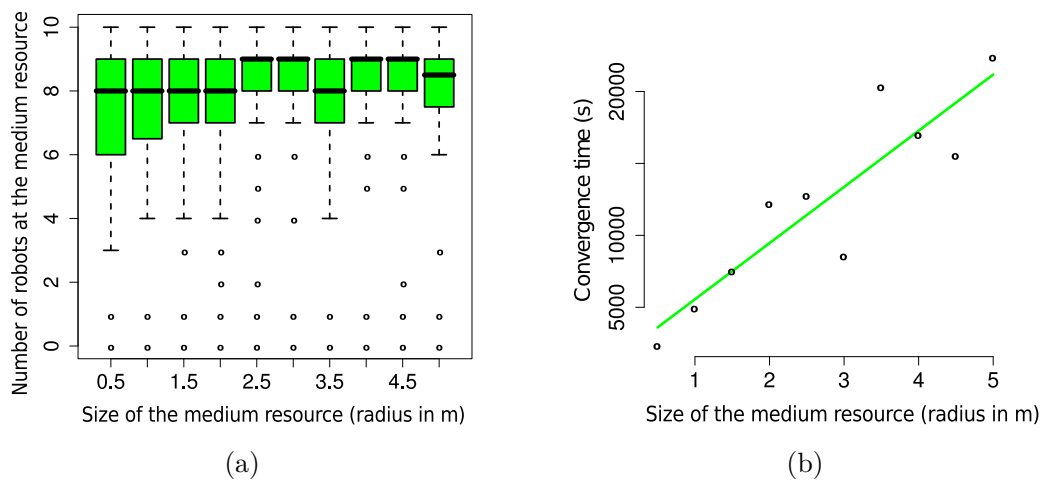 Number of robots at the medium resource
10
8
6
4
2
0
0.5 1.5 2.5 3.5 4.5
Size of the medium resource (radius in m)
(a)
Convergence time (s)
20000
10000
5000
1 2 3 4 5
Size of the medium resource (radius in m)
(b)